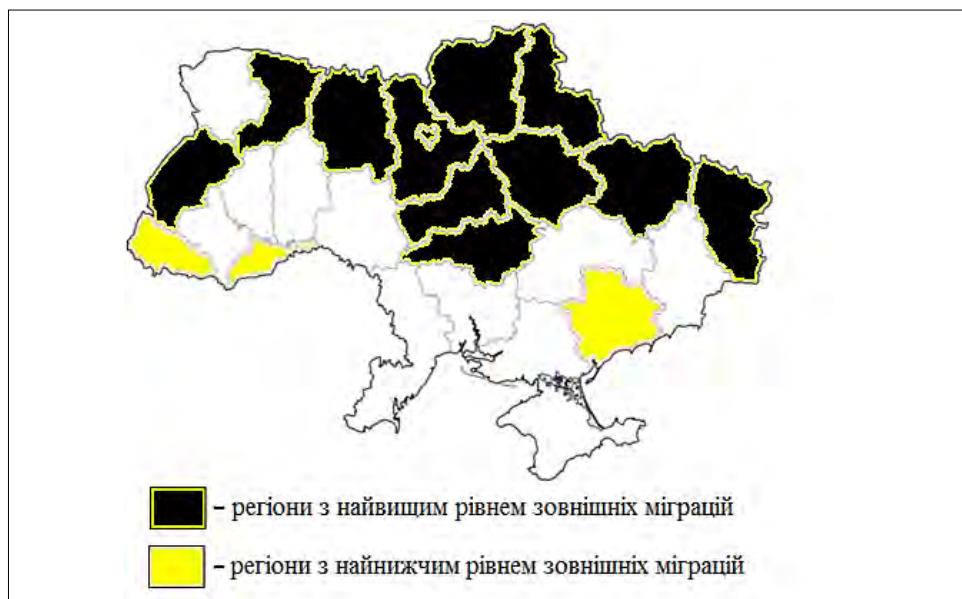 – регіони з найвищим рівнем зовнішніх міграцій
– регіони з найнижчим рівнем зовнішніх міграцій